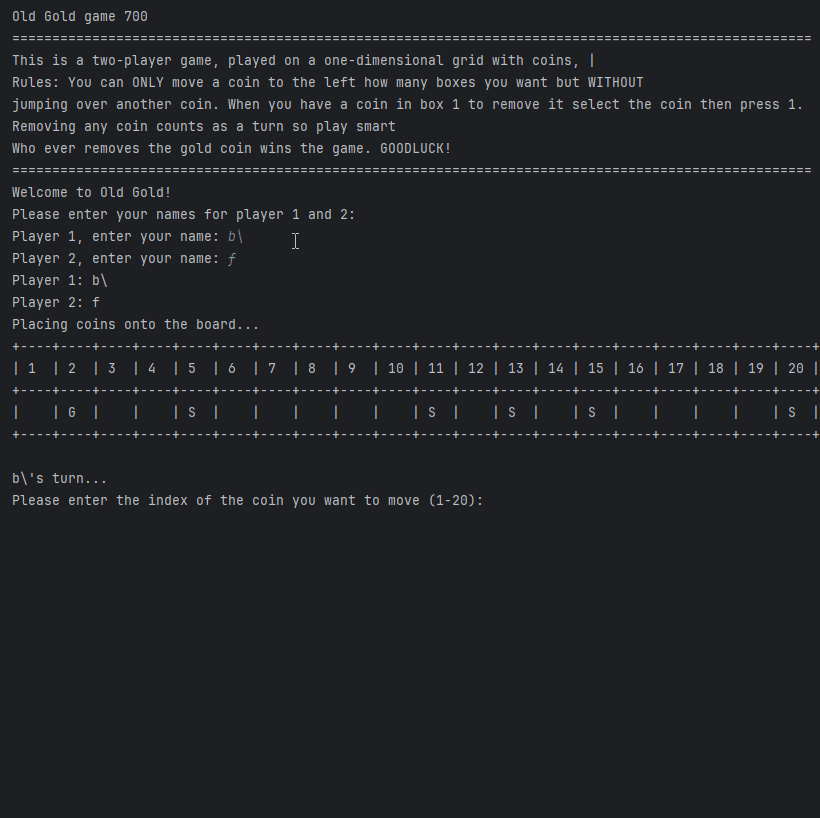 Old Gold game 700
====================================================================================================
This is a two-player game, played on a one-dimensional grid with coins, |
Rules: You can ONLY move a coin to the left how many boxes you want but WITHOUT
jumping over another coin. When you have a coin in box 1 to remove it select the coin then press 1.
Removing any coin counts as a turn so play smart
Who ever removes the gold coin wins the game. GOODLUCK!
====================================================================================================
Welcome to Old Gold!
Please enter your names for player 1 and 2:
Player 1, enter your name: b\
Player 2, enter your name: f
Player 1: b\
Player 2: f
Placing coins onto the board...
+----+----+----+----+----+----+----+----+----+----+----+----+----+----+----+----+----+----+----+----+
| 1  | 2  | 3  | 4  | 5  | 6  | 7  | 8  | 9  | 10 | 11 | 12 | 13 | 14 | 15 | 16 | 17 | 18 | 19 | 20 |
+----+----+----+----+----+----+----+----+----+----+----+----+----+----+----+----+----+----+----+----+
|    | G  |    |    | S  |    |    |    |    |    | S  |    | S  |    | S  |    |    |    |    | S  |
+----+----+----+----+----+----+----+----+----+----+----+----+----+----+----+----+----+----+----+----+
b\'s turn...
Please enter the index of the coin you want to move (1-20):